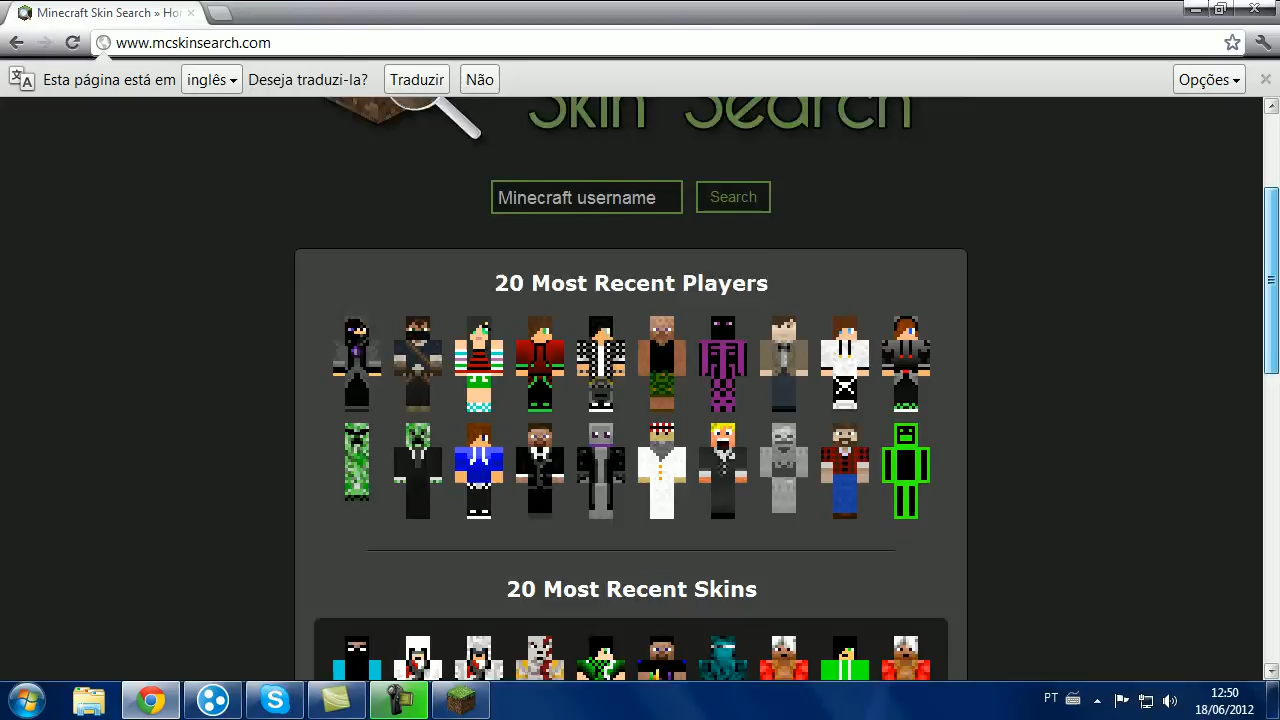 Minecraft Skin Search » Ho
www.mcskinsearch.com
Esta página está em inglês Deseja traduzi-la? Traduzir Não Opções
Skin Search
Minecraft username Search
20 Most Recent Players
20 Most Recent Skins
PT 12:50
18/06/2012